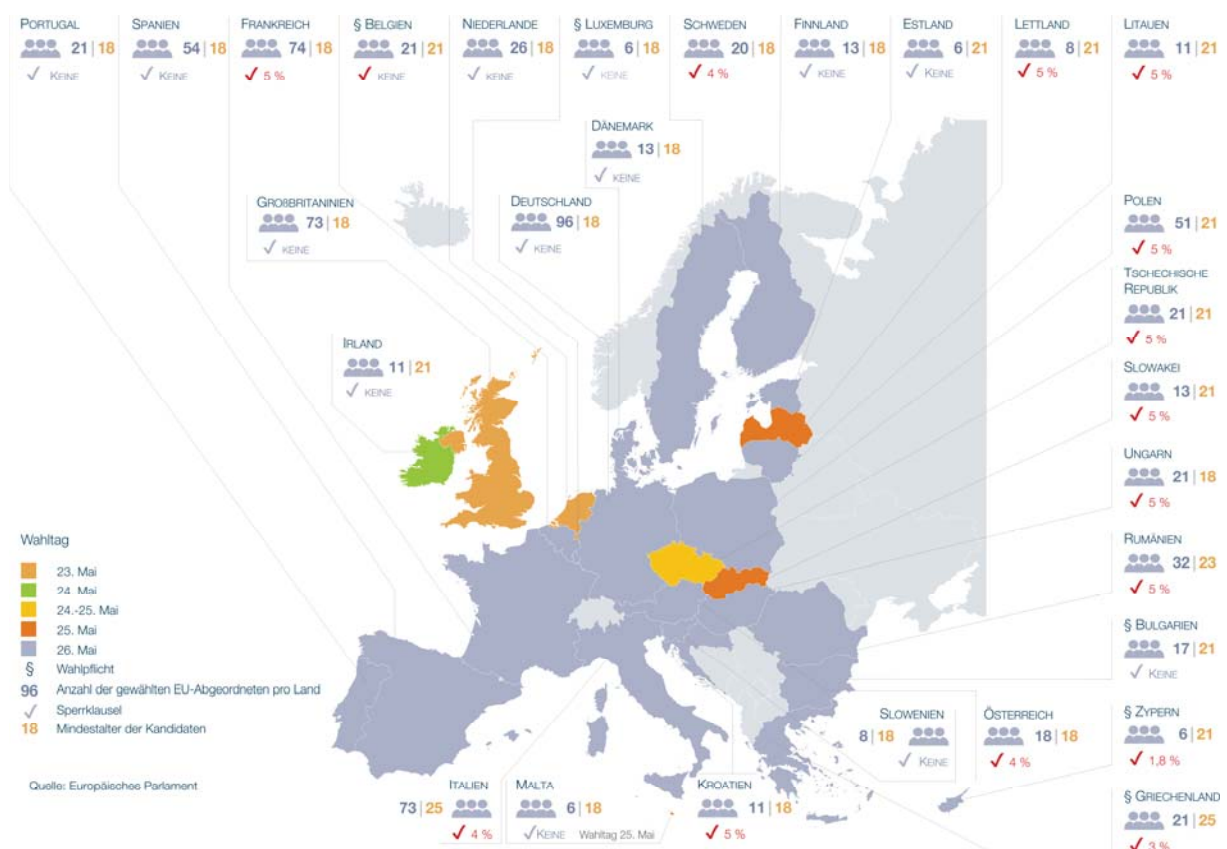 PORTUGAL
21|18
✓ KEINE
SPANIEN
54|18
✓ KEINE
FRANKREICH
74|18
✓ 5 %
§ BELGIEN
21|21
✓ KEINE
NIEDERLANDE
26|18
✓ KEINE
§ LUXEMBURG
6|18
✓ KEINE
SCHWEDEN
20|18
✓ 4%
FINNLAND
13|18
✓ KEINE
ESTLAND
6|21
✓ KEINE
LETTLAND
8|21
✓ 5%
LITAUEN
11|21
✓ 5%
DÄNEMARK
13|18
✓ KEINE
GROßBRITANINIEN
73|18
✓ KEINE
DEUTSCHLAND
96|18
✓ KEINE
POLEN
51|21
✓ 5 %
TSCHECHISCHE
REPUBLIK
21|21
✓ 5%
IRLAND
11|21
✓ KEINE
SLOWAKEI
13|21
✓ 5%
UNGARN
21|18
✓ 5%
RUMÄNIEN
32|23
✓ 5 %
§ BULGARIEN
17|21
✓ KEINE
§ ZYPERN
6|21
✓ 1,8 %
§ GRIECHENLAND
21|25
✓ 3 %
Wahltag
23. Mai
24. Mai
24.-25. Mai
25. Mai
26. Mai
§ Wahlpflicht
96 Anzahl der gewählten EU-Abgeordneten pro Land
✓ Sperrklausel
18 Mindestalter der Kandidaten
Quelle: Europäisches Parlament
SLOWENIEN
8|18
✓ KEINE
ÖSTERREICH
18|18
✓ 4%
ITALIEN
73|25
✓ 4%
MALTA
6|18
✓KEINE Wahltag 25. Mai
KROATIEN
11|18
✓ 5%